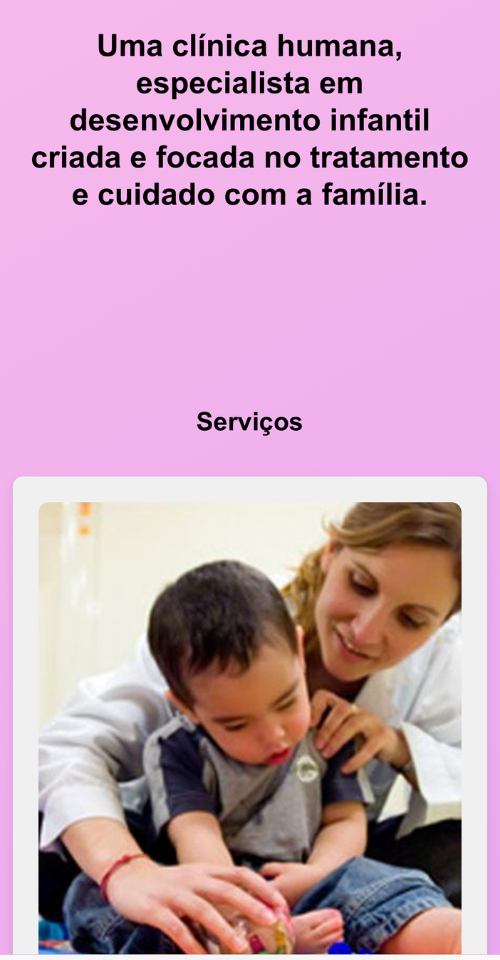 Uma clínica humana,
especialista em
desenvolvimento infantil
criada e focada no tratamento
e cuidado com a família.
Serviços